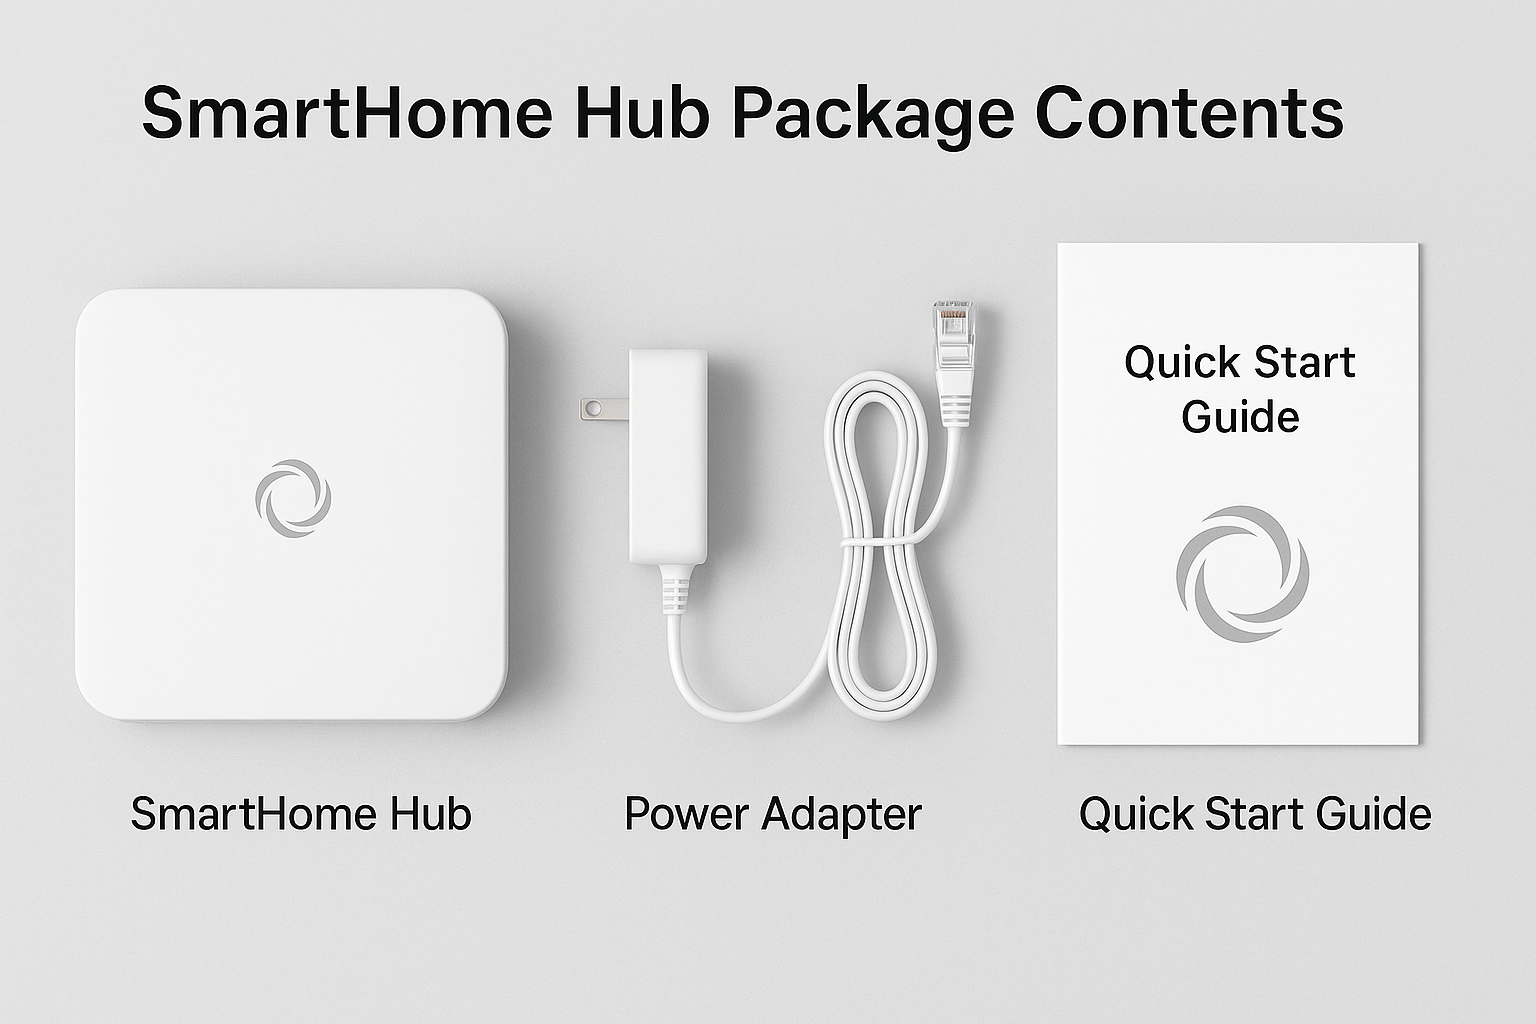 SmartHome Hub Package Contents
Quick Start
Guide
SmartHome Hub
Power Adapter
Quick Start Guide